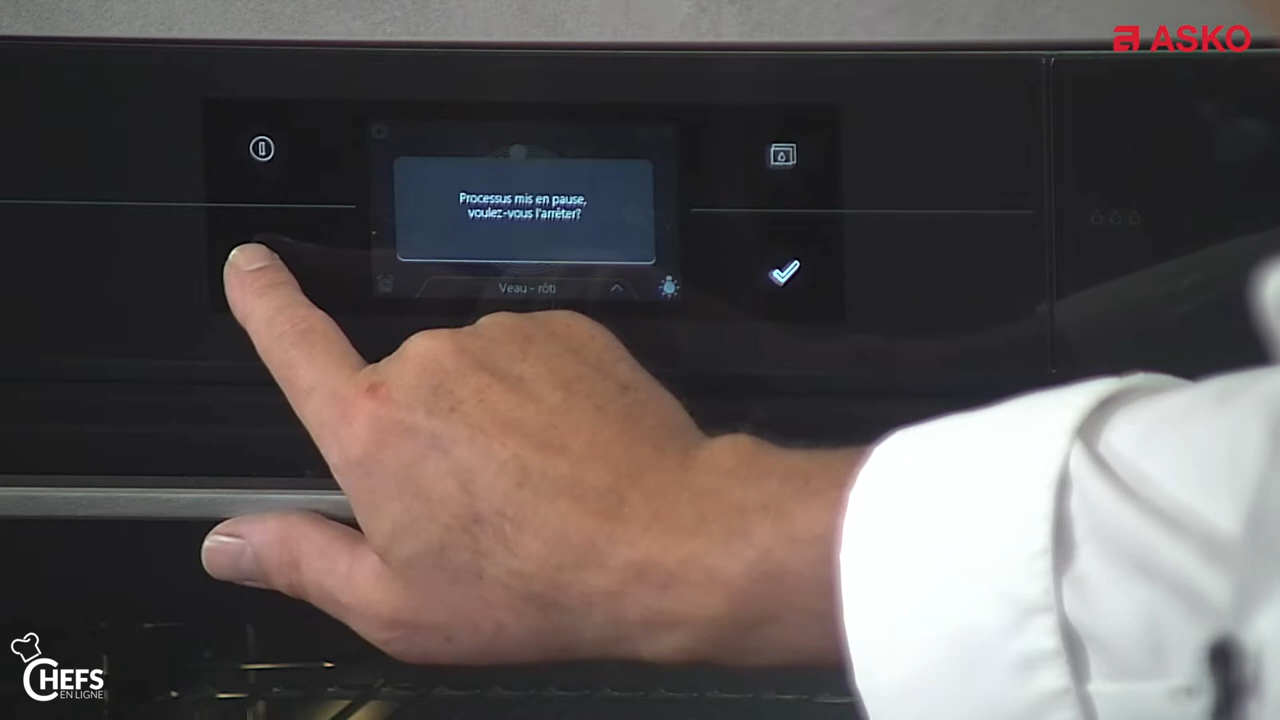 ASKO
Processus mis en pause,
voulez-vous l'arrêter?
Veau - rôti
CHEFS
EN LIGNE